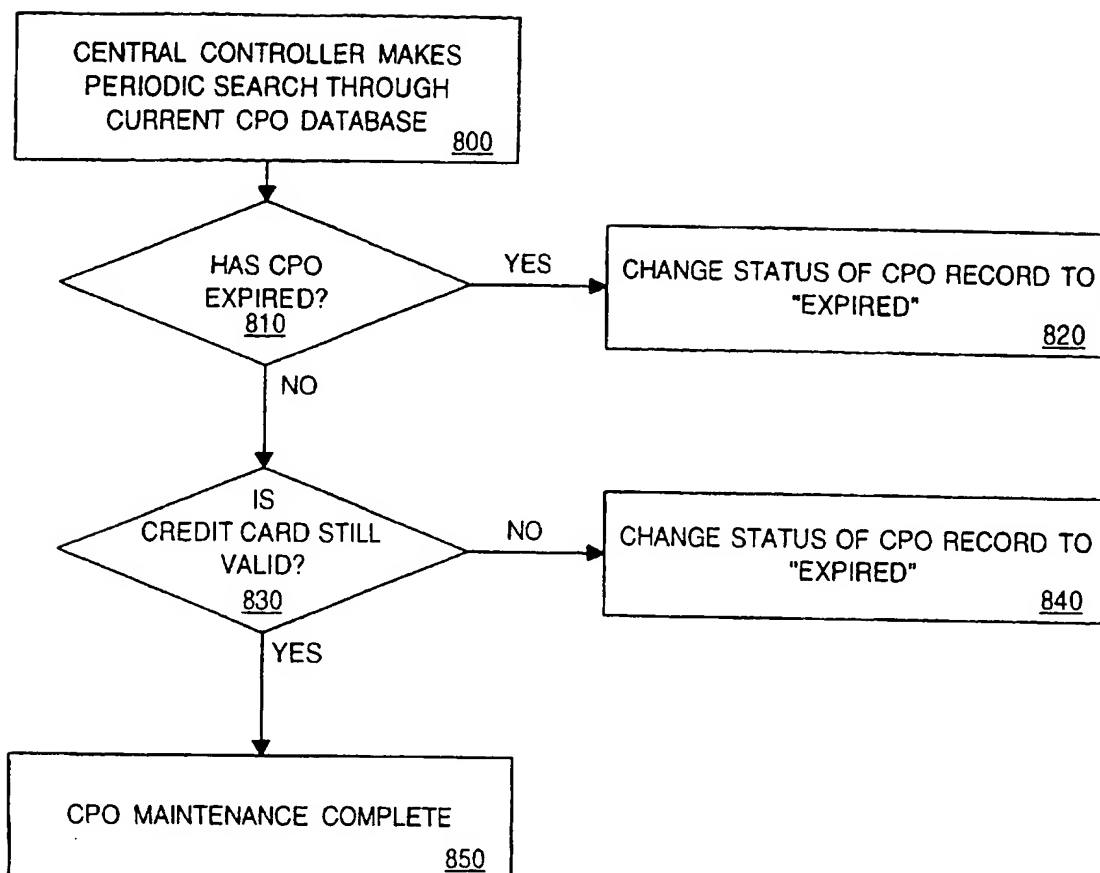 CENTRAL CONTROLLER MAKES
PERIODIC SEARCH THROUGH
CURRENT CPO DATABASE
800
HAS CPO
EXPIRED?
810
YES
CHANGE STATUS OF CPO RECORD TO
"EXPIRED"
820
NO
IS
CREDIT CARD STILL
VALID?
830
NO
CHANGE STATUS OF CPO RECORD TO
"EXPIRED"
840
YES
CPO MAINTENANCE COMPLETE
850